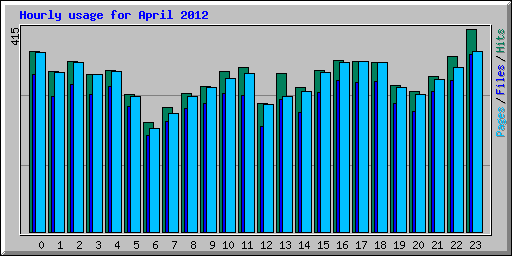 Hourly usage for April 2012
415
Pages / Files / Hits
0 1 2 3 4 5 6 7 8 9 10 11 12 13 14 15 16 17 18 19 20 21 22 23